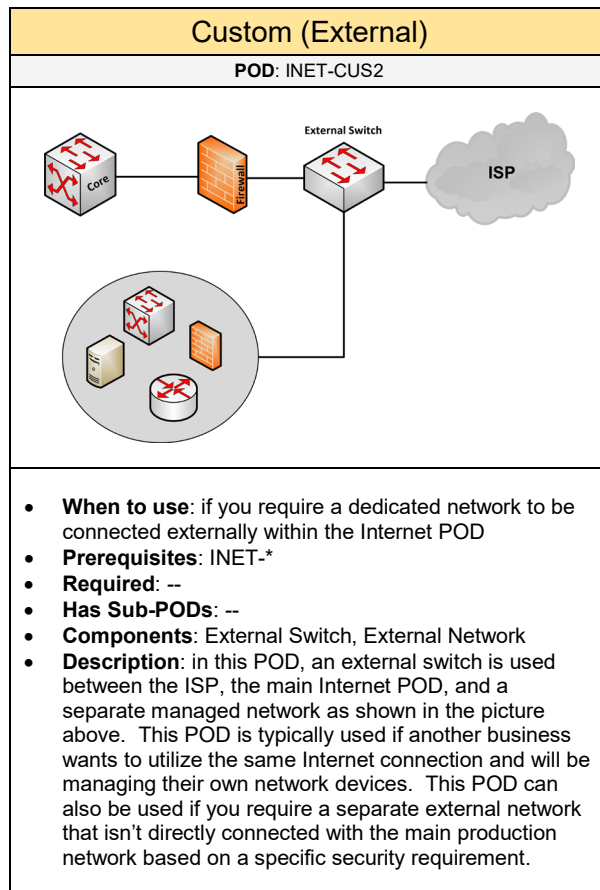 Custom (External)
POD: INET-CUS2
External Switch
Core
Firewall
ISP
• When to use: if you require a dedicated network to be
connected externally within the Internet POD
• Prerequisites: INET-*
• Required: --
• Has Sub-PODs: --
• Components: External Switch, External Network
• Description: in this POD, an external switch is used
between the ISP, the main Internet POD, and a
separate managed network as shown in the picture
above. This POD is typically used if another business
wants to utilize the same Internet connection and will be
managing their own network devices. This POD can
also be used if you require a separate external network
that isn’t directly connected with the main production
network based on a specific security requirement.